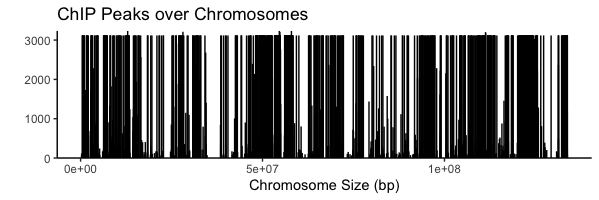 ChIP Peaks over Chromosomes
3000
2000
1000
0
0e+00 5e+07 1e+08
Chromosome Size (bp)